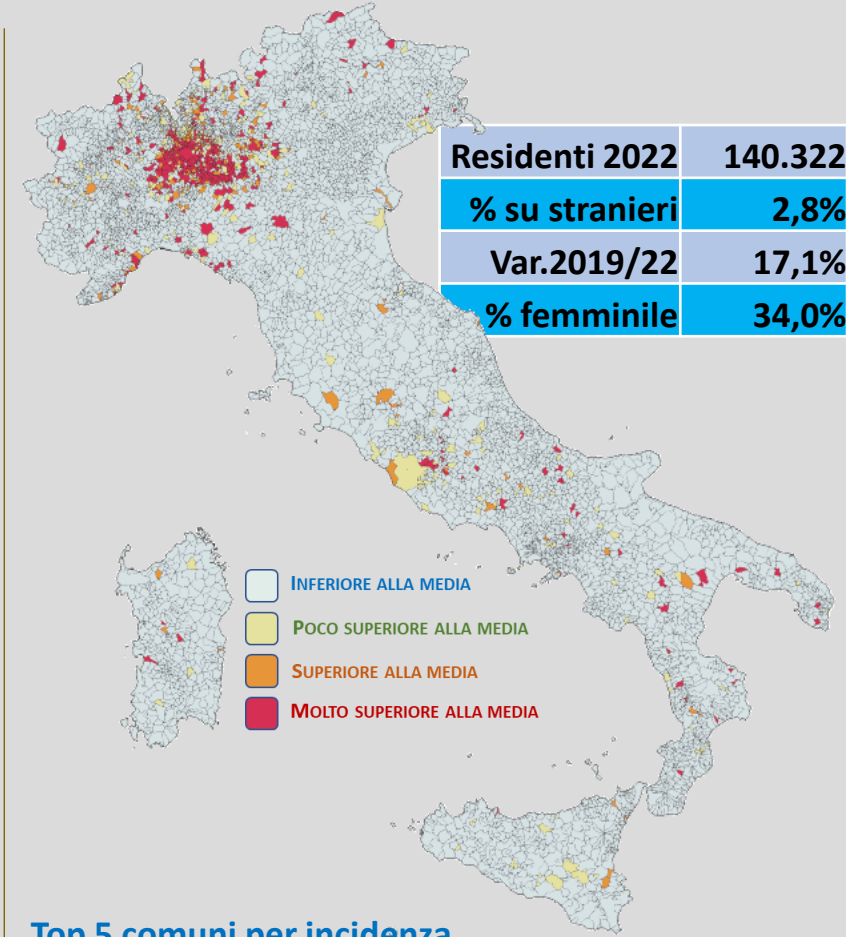 Residenti 2022 140.322
% su stranieri 2,8%
Var.2019/22 17,1%
% femminile 34,0%
INFERIORE ALLA MEDIA
POCO SUPERIORE ALLA MEDIA
SUPERIORE ALLA MEDIA
MOLTO SUPERIORE ALLA MEDIA
Top 5 comuni per incidenza